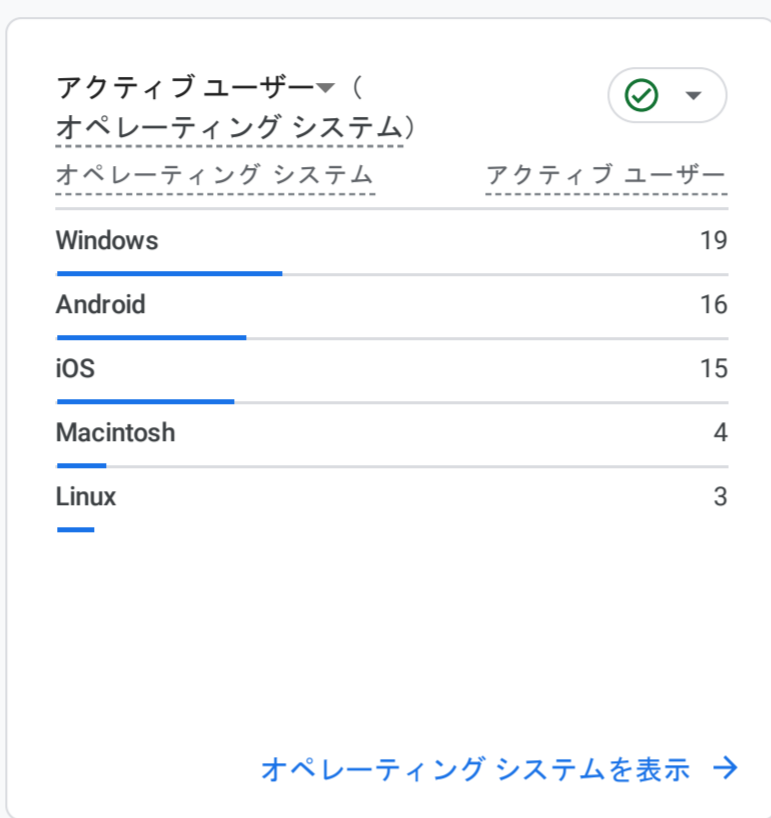 アクティブ ユーザー▼（
オペレーティング システム）
オペレーティング システム アクティブ ユーザー
Windows 19
Android 16
iOS 15
Macintosh 4
Linux 3
オペレーティング システムを表示 →